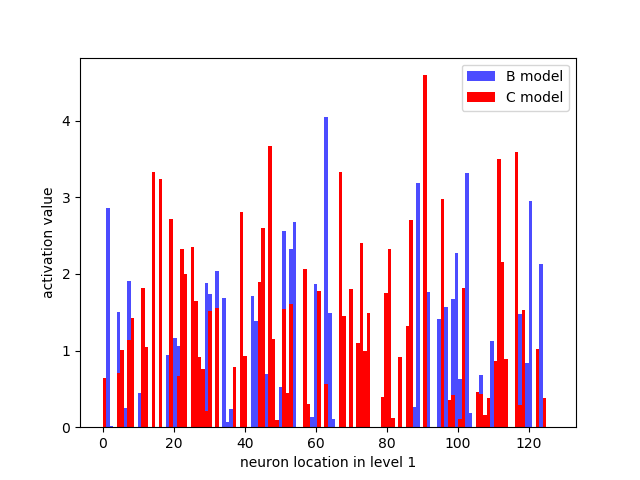 B model
C model
4
3
2
1
0
activation value
0 20 40 60 80 100 120
neuron location in level 1